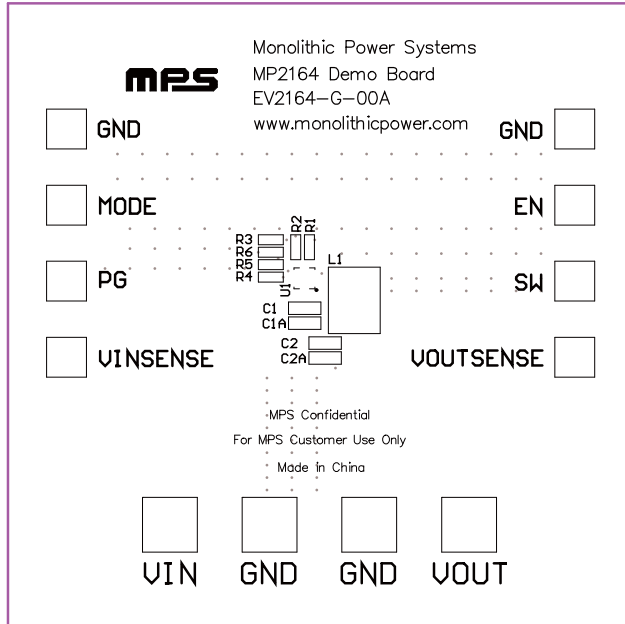 mps
Monolithic Power Systems
MP2164 Demo Board
EV2164-G-00A
www.monolithicpower.com
GND
GND
MODE
EN
R2
R1
R3
R6
R5
R4
L1
U1
PG
SW
C1
C1A
C2
C2A
VINSENSE
VOUTSENSE
MPS Confidential
For MPS Customer Use Only
Made in China
VIN
GND
GND
VOUT